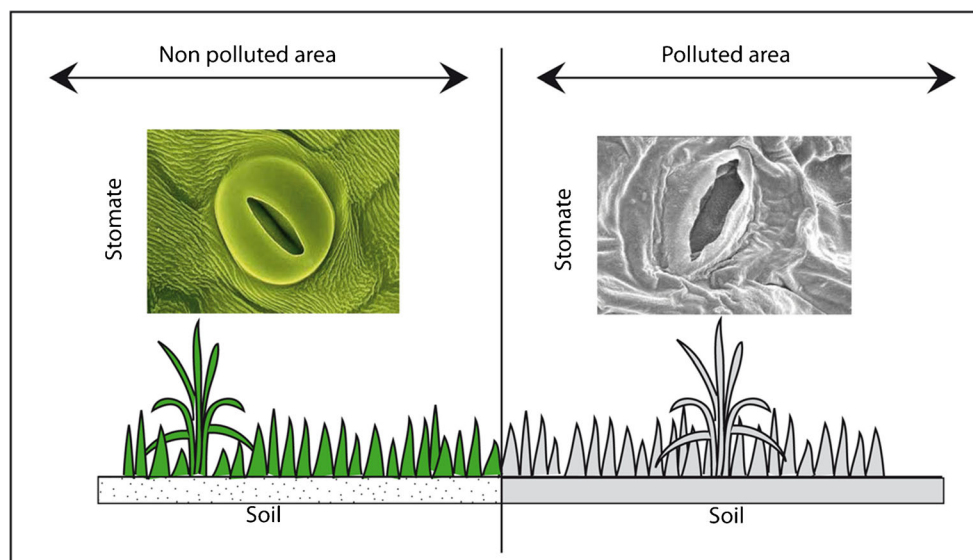 Non polluted area
Polluted area
Stomate
Stomate
Soil
Soil